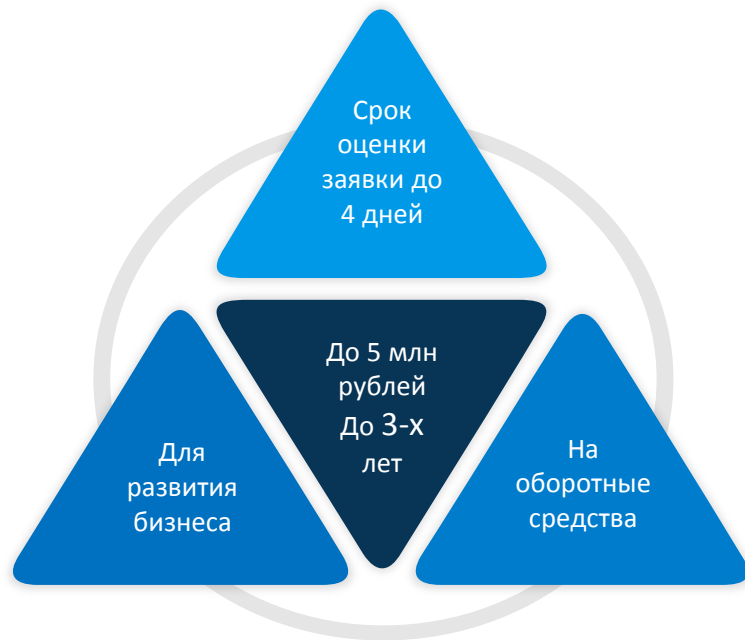 Срок
оценки
заявки до
4 дней
До 5 млн
рублей
До 3-х
лет
Для
развития
бизнеса
На
оборотные
средства